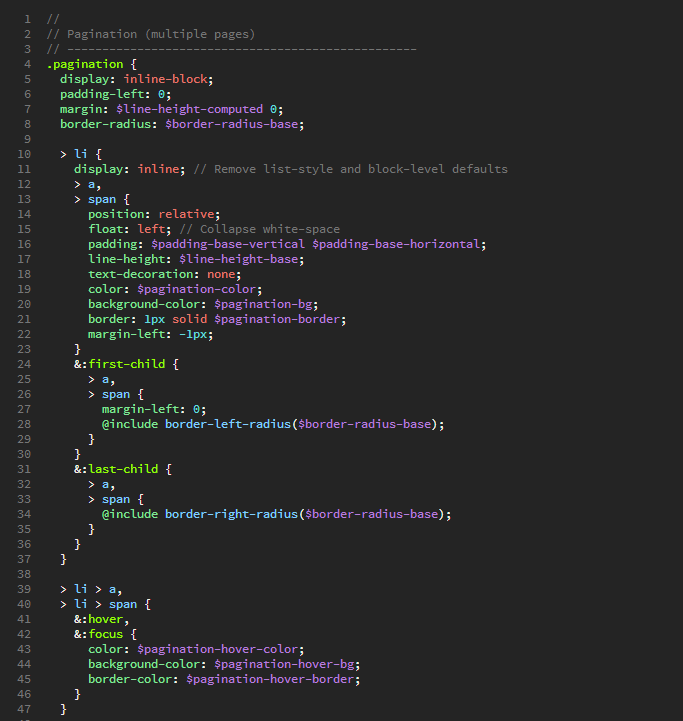 1 //
2 // Pagination (multiple pages)
3 // --------------------------------------------------
4 .pagination {
5   display: inline-block;
6   padding-left: 0;
7   margin: $line-height-computed 0;
8   border-radius: $border-radius-base;
9
10   > li {
11     display: inline; // Remove list-style and block-level defaults
12     > a,
13     > span {
14       position: relative;
15       float: left; // Collapse white-space
16       padding: $padding-base-vertical $padding-base-horizontal;
17       line-height: $line-height-base;
18       text-decoration: none;
19       color: $pagination-color;
20       background-color: $pagination-bg;
21       border: 1px solid $pagination-border;
22       margin-left: -1px;
23     }
24     &:first-child {
25       > a,
26       > span {
27         margin-left: 0;
28         @include border-left-radius($border-radius-base);
29       }
30     }
31     &:last-child {
32       > a,
33       > span {
34         @include border-right-radius($border-radius-base);
35       }
36     }
37   }
38
39   > li > a,
40   > li > span {
41     &:hover,
42     &:focus {
43       color: $pagination-hover-color;
44       background-color: $pagination-hover-bg;
45       border-color: $pagination-hover-border;
46     }
47   }